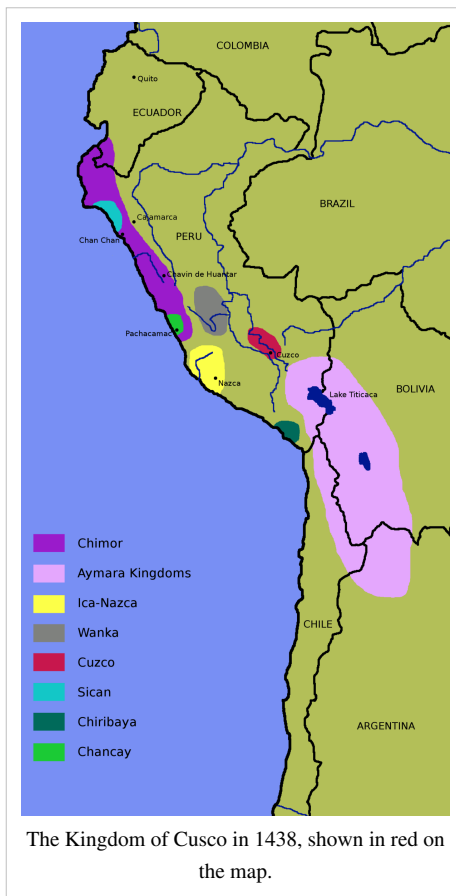 COLOMBIA
Quito
ECUADOR
BRAZIL
Cajamarca
PERU
Chan Chan
Chavin de Huantar
Pachacamac
Cuzco
BOLIVIA
Lake Titicaca
Nazca
Chimor
Aymara Kingdoms
Ica-Nazca
Wanka
CHILE
Cuzco
Sican
Chiribaya
ARGENTINA
Chancay
The Kingdom of Cusco in 1438, shown in red on
the map.